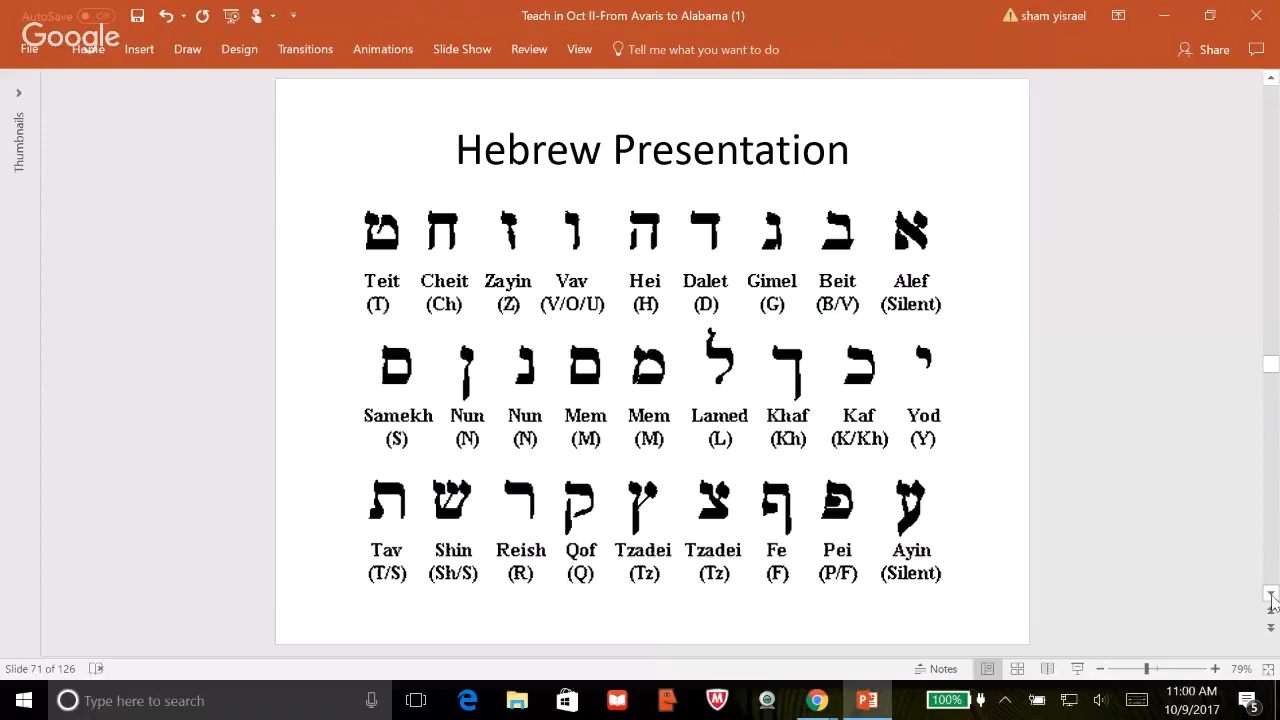 AutoSave Off
Teach in Oct II-From Avaris to Alabama (1)
sham yisrael
Google
File Home Insert Draw Design Transitions Animations Slide Show Review View Tell me what you want to do
Share
Thumbnails
Hebrew Presentation
א ב ג ד ה ו ז ח ט
Teit Cheit Zayin Vav Hei Dalet Gimel Beit Alef
(T) (Ch) (Z) (V/O/U) (H) (D) (G) (B/V) (Silent)
י כ ך ל מ ם נ ן ס
Samekh Nun Nun Mem Mem Lamed Khaf Kaf Yod
(S) (N) (N) (M) (M) (L) (Kh) (K/Kh) (Y)
ע פ ף צ ץ ק ר ש ת
Tav Shin Reish Qof Tzadei Tzadei Fe Pei Ayin
(T/S) (Sh/S) (R) (Q) (Tz) (Tz) (F) (P/F) (Silent)
Slide 71 of 126
Notes
79%
Type here to search
100%
11:00 AM
10/9/2017
5